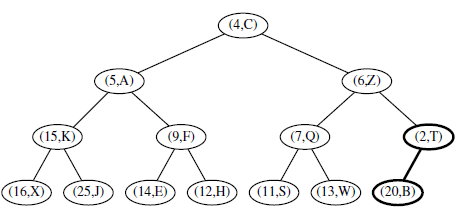 (4,C)
(5,A) (6,Z)
(15,K) (9,F) (7,Q) (2,T)
(16,X) (25,J) (14,E) (12,H) (11,S) (13,W) (20,B)